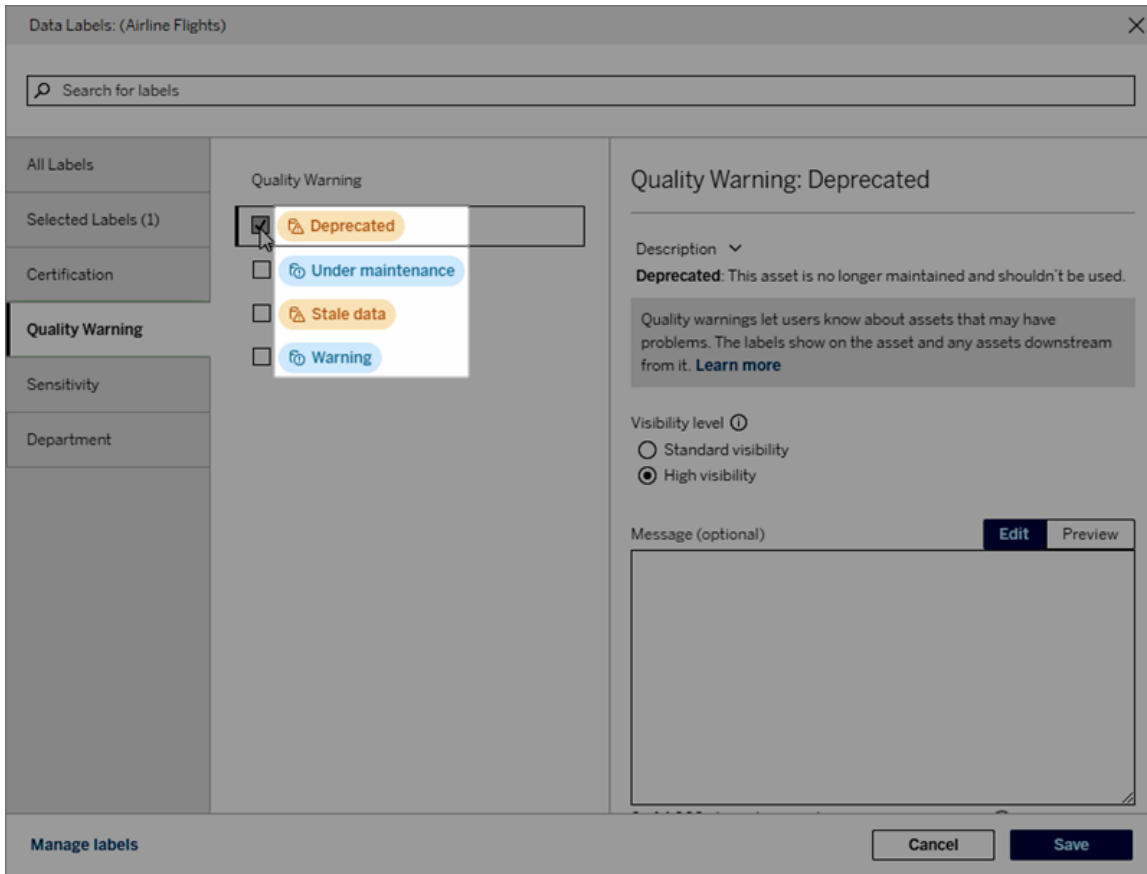 Data Labels: (Airline Flights)
Search for labels
All Labels
Selected Labels (1)
Certification
Quality Warning
Sensitivity
Department
Quality Warning
Deprecated
Under maintenance
Stale data
Warning
Quality Warning: Deprecated
Description
Deprecated: This asset is no longer maintained and shouldn't be used.
Quality warnings let users know about assets that may have
problems. The labels show on the asset and any assets downstream
from it. Learn more
Visibility level
Standard visibility
High visibility
Message (optional)
Edit
Preview
Manage labels
Cancel
Save